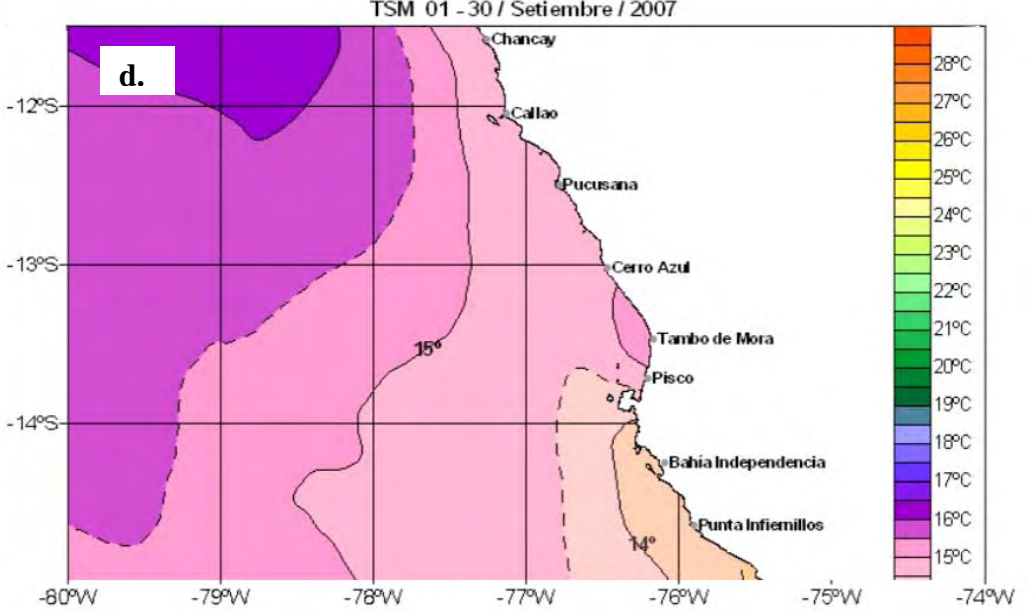 TSM 01 - 30 / Setiembre / 2007
d.
Chancay
Callao
Pucusana
Cerro Azul
Tambo de Mora
Pisco
Bahía Independencia
Punta Infiernillos
15º
14º
-12ºS
-13ºS
-14ºS
-80ºW -79ºW -78ºW -77ºW -76ºW -75ºW -74ºW
28ºC
27ºC
26ºC
25ºC
24ºC
23ºC
22ºC
21ºC
20ºC
19ºC
18ºC
17ºC
16ºC
15ºC